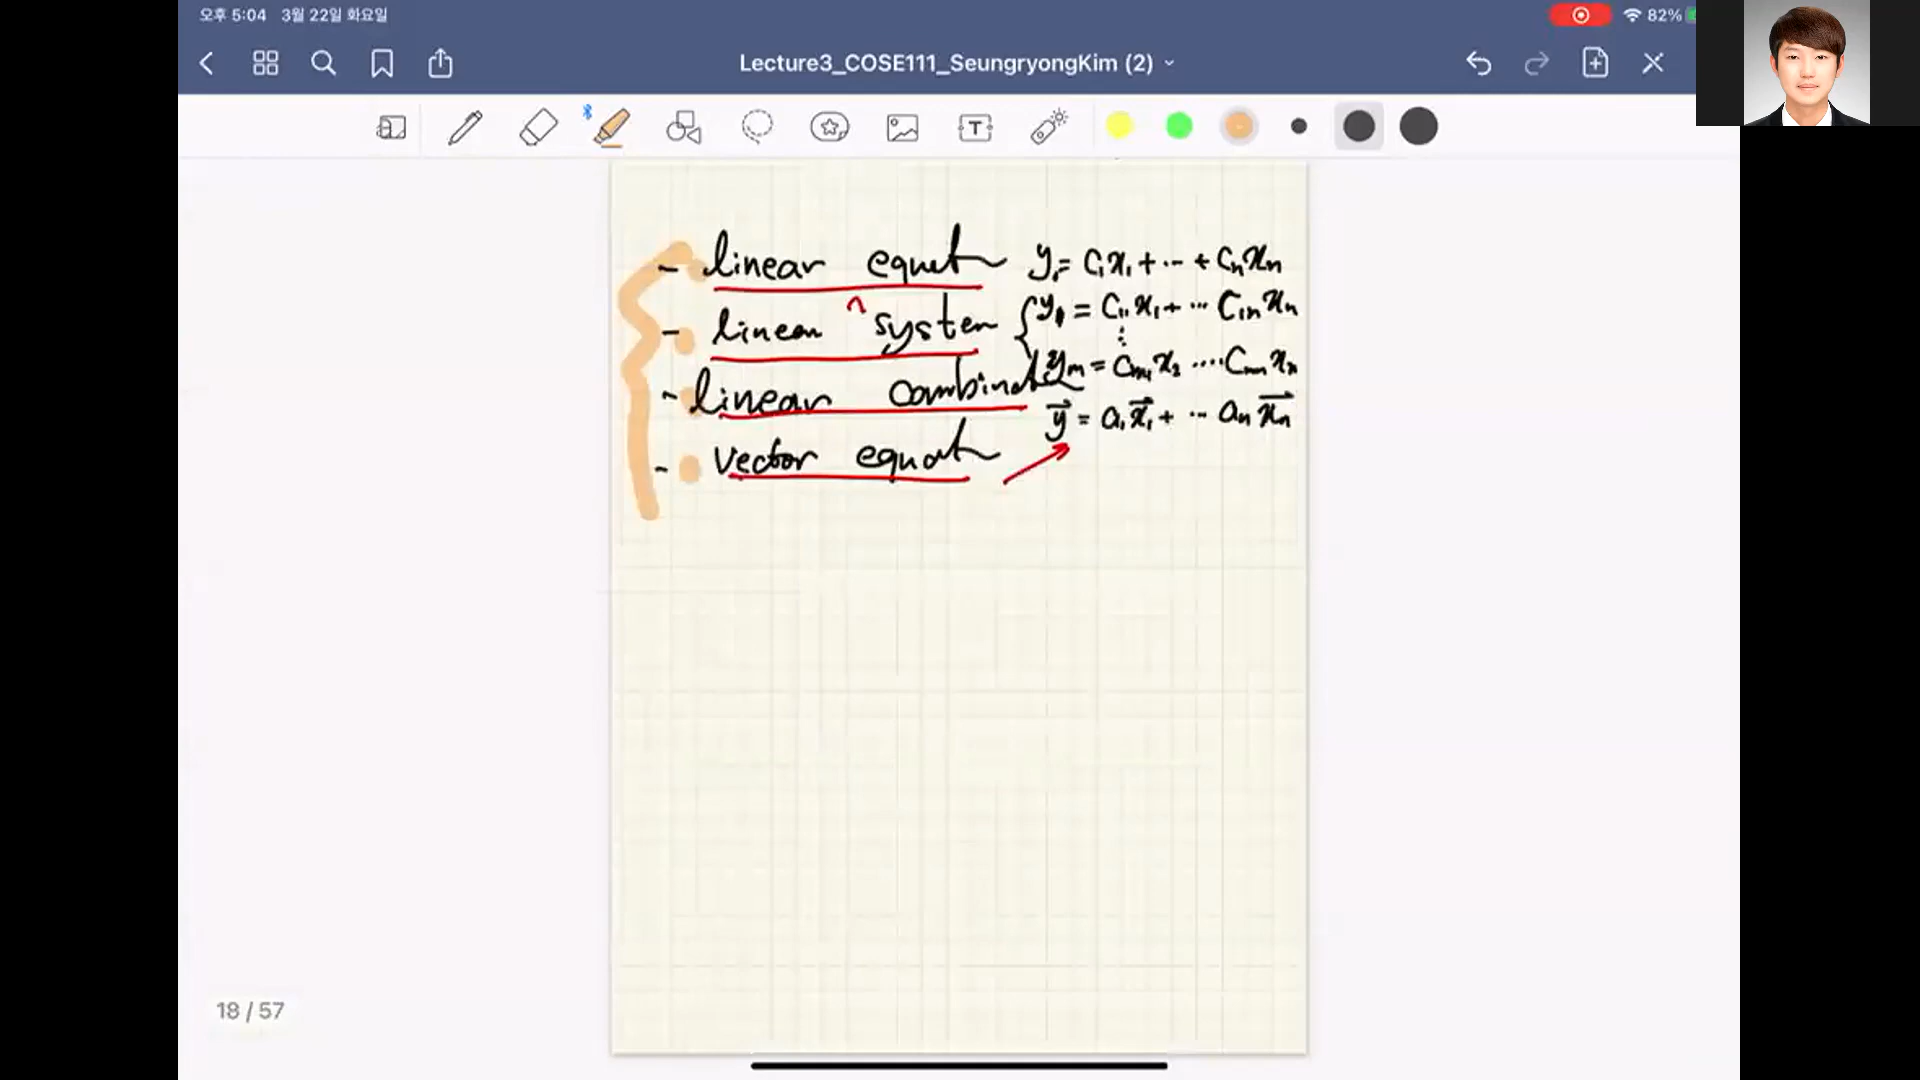 오후 5:04 3월 22일 화요일 82%
Lecture3_COSE111_SeungryongKim (2)
T
- linear equat y₁ = C₁x₁ + ⋯ + Cₙxₙ
- linear system { y₁ = C₁₁x₁ + ⋯ C₁ₙxₙ
⋮
yₘ = Cₘ₁x₂ ⋯⋅ Cₘₙxₙ
- linear combinat
y⃗ = a₁x⃗₁ + ⋯ aₙx⃗ₙ
- vector equat
18 / 57